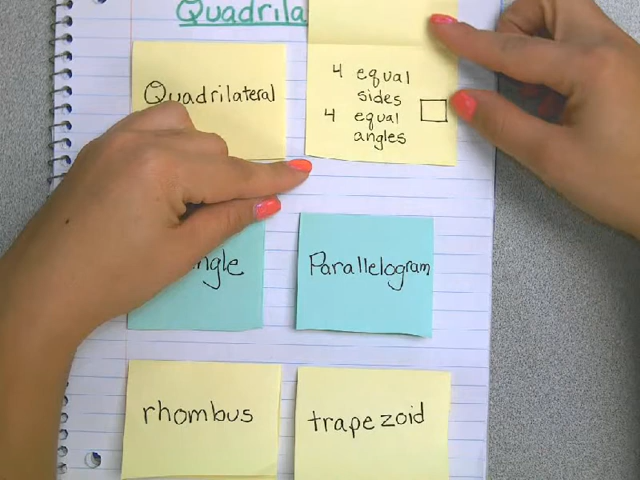 Quadrila
Quadrilateral
4 equal
sides
4 equal
angles
ngle
Parallelogram
rhombus
trapezoid